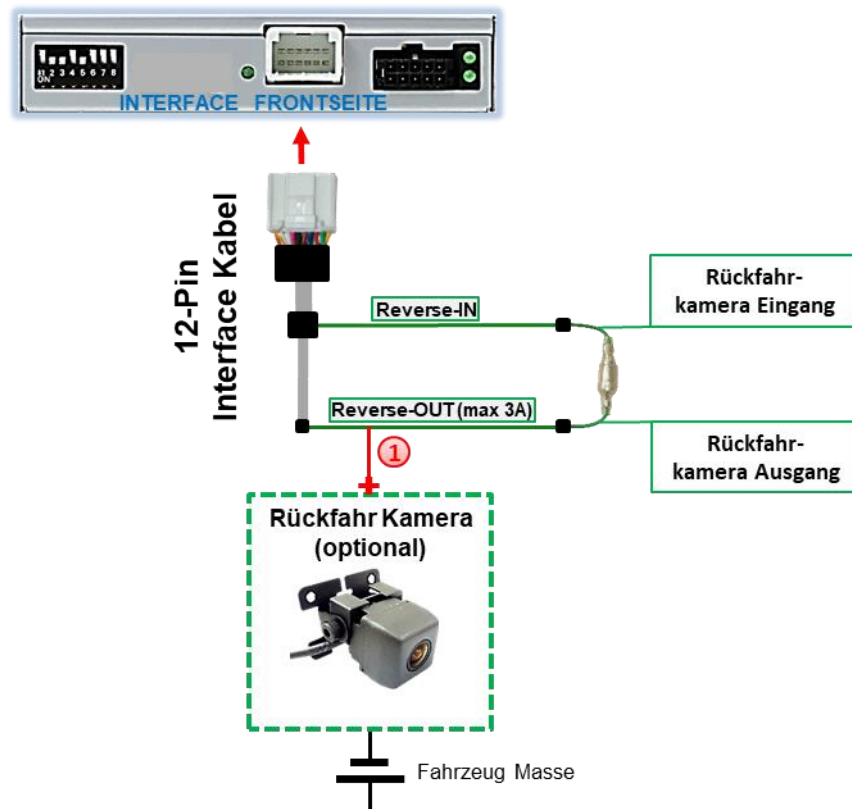 1 2 3 4 5 6 7 8
ON
INTERFACE FRONTSEITE
12-Pin
Interface Kabel
Reverse-IN
Rückfahr-
kamera Eingang
Reverse-OUT (max 3A)
Rückfahr-
kamera Ausgang
1
Rückfahr Kamera
(optional)
Fahrzeug Masse